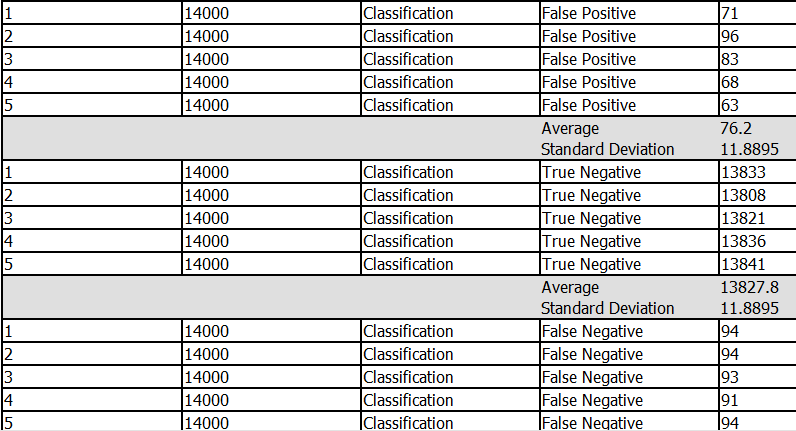 1 14000 Classification False Positive 71
2 14000 Classification False Positive 96
3 14000 Classification False Positive 83
4 14000 Classification False Positive 68
5 14000 Classification False Positive 63
Average 76.2
Standard Deviation 11.8895
1 14000 Classification True Negative 13833
2 14000 Classification True Negative 13808
3 14000 Classification True Negative 13821
4 14000 Classification True Negative 13836
5 14000 Classification True Negative 13841
Average 13827.8
Standard Deviation 11.8895
1 14000 Classification False Negative 94
2 14000 Classification False Negative 94
3 14000 Classification False Negative 93
4 14000 Classification False Negative 91
5 14000 Classification False Negative 94